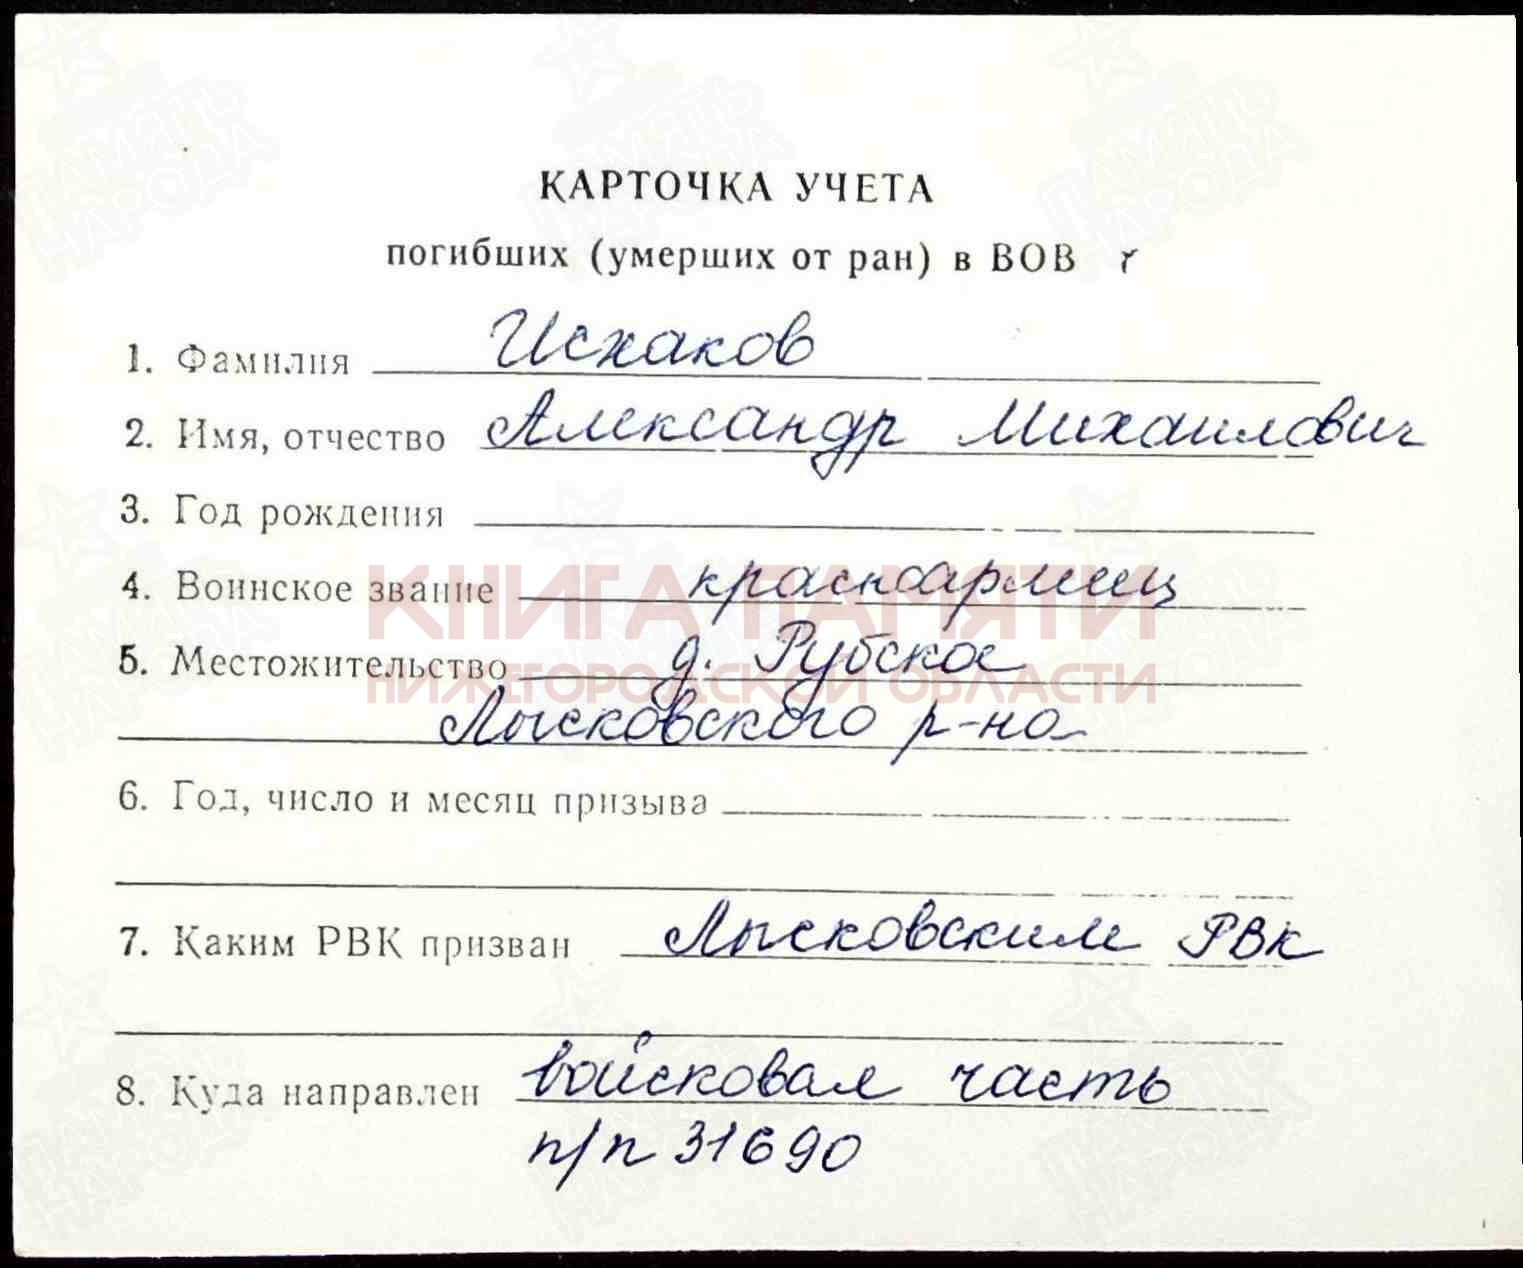 КАРТОЧКА УЧЕТА
погибших (умерших от ран) в ВОВ г
1. Фамилия Исхаков
2. Имя, отчество Александр Михаилович
3. Год рождения
4. Воинское звание красноармеец
КНИГА ПАМЯТИ
5. Местожительство д. Рубское
НИЖЕГОРОДСКОЙ ОБЛАСТИ
Лысковского р-на
6. Год, число и месяц призыва
7. Каким РВК призван Лысковским РВК
8. Куда направлен войсковая часть
п/п 31690